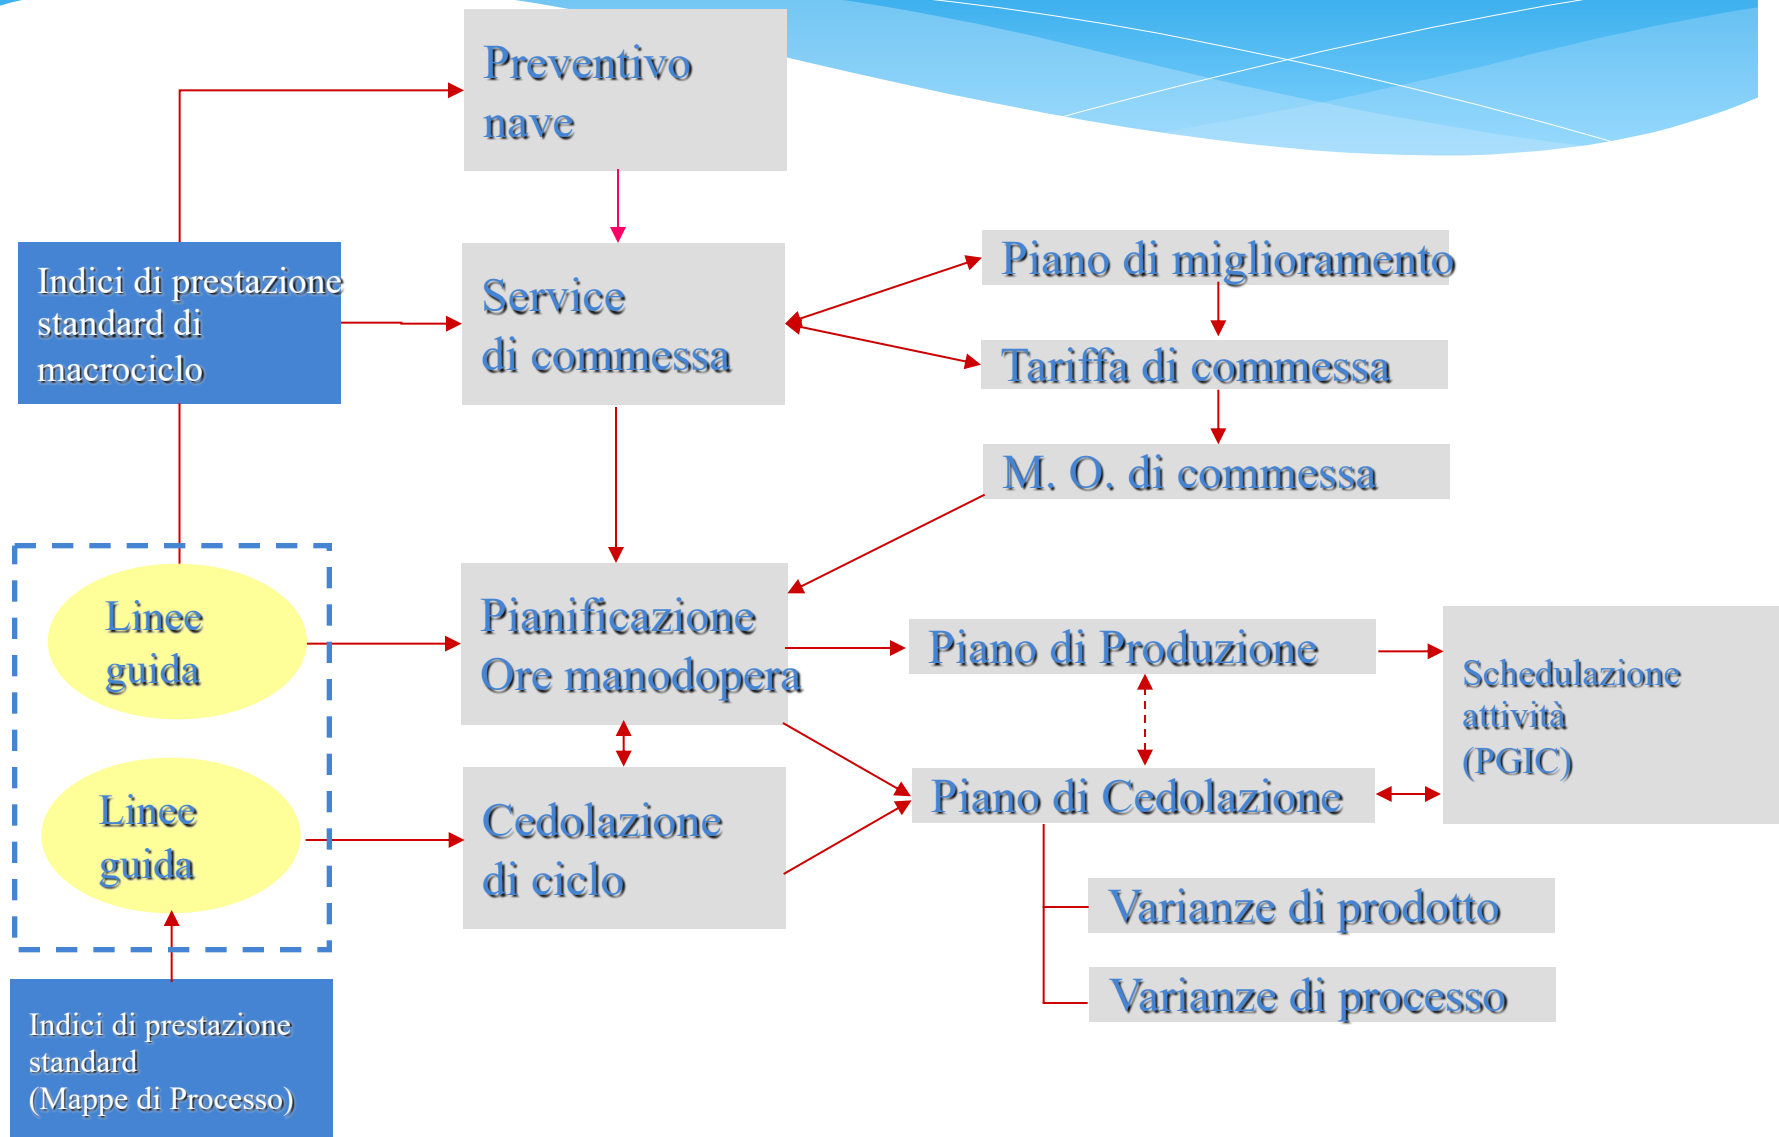 Preventivo
nave
Indici di prestazione
standard di
macrociclo
Service
di commessa
Piano di miglioramento
Tariffa di commessa
M. O. di commessa
Linee
guida
Pianificazione
Ore manodopera
Piano di Produzione
Schedulazione
attività
(PGIC)
Linee
guida
Cedolazione
di ciclo
Piano di Cedolazione
Varianze di prodotto
Varianze di processo
Indici di prestazione
standard
(Mappe di Processo)